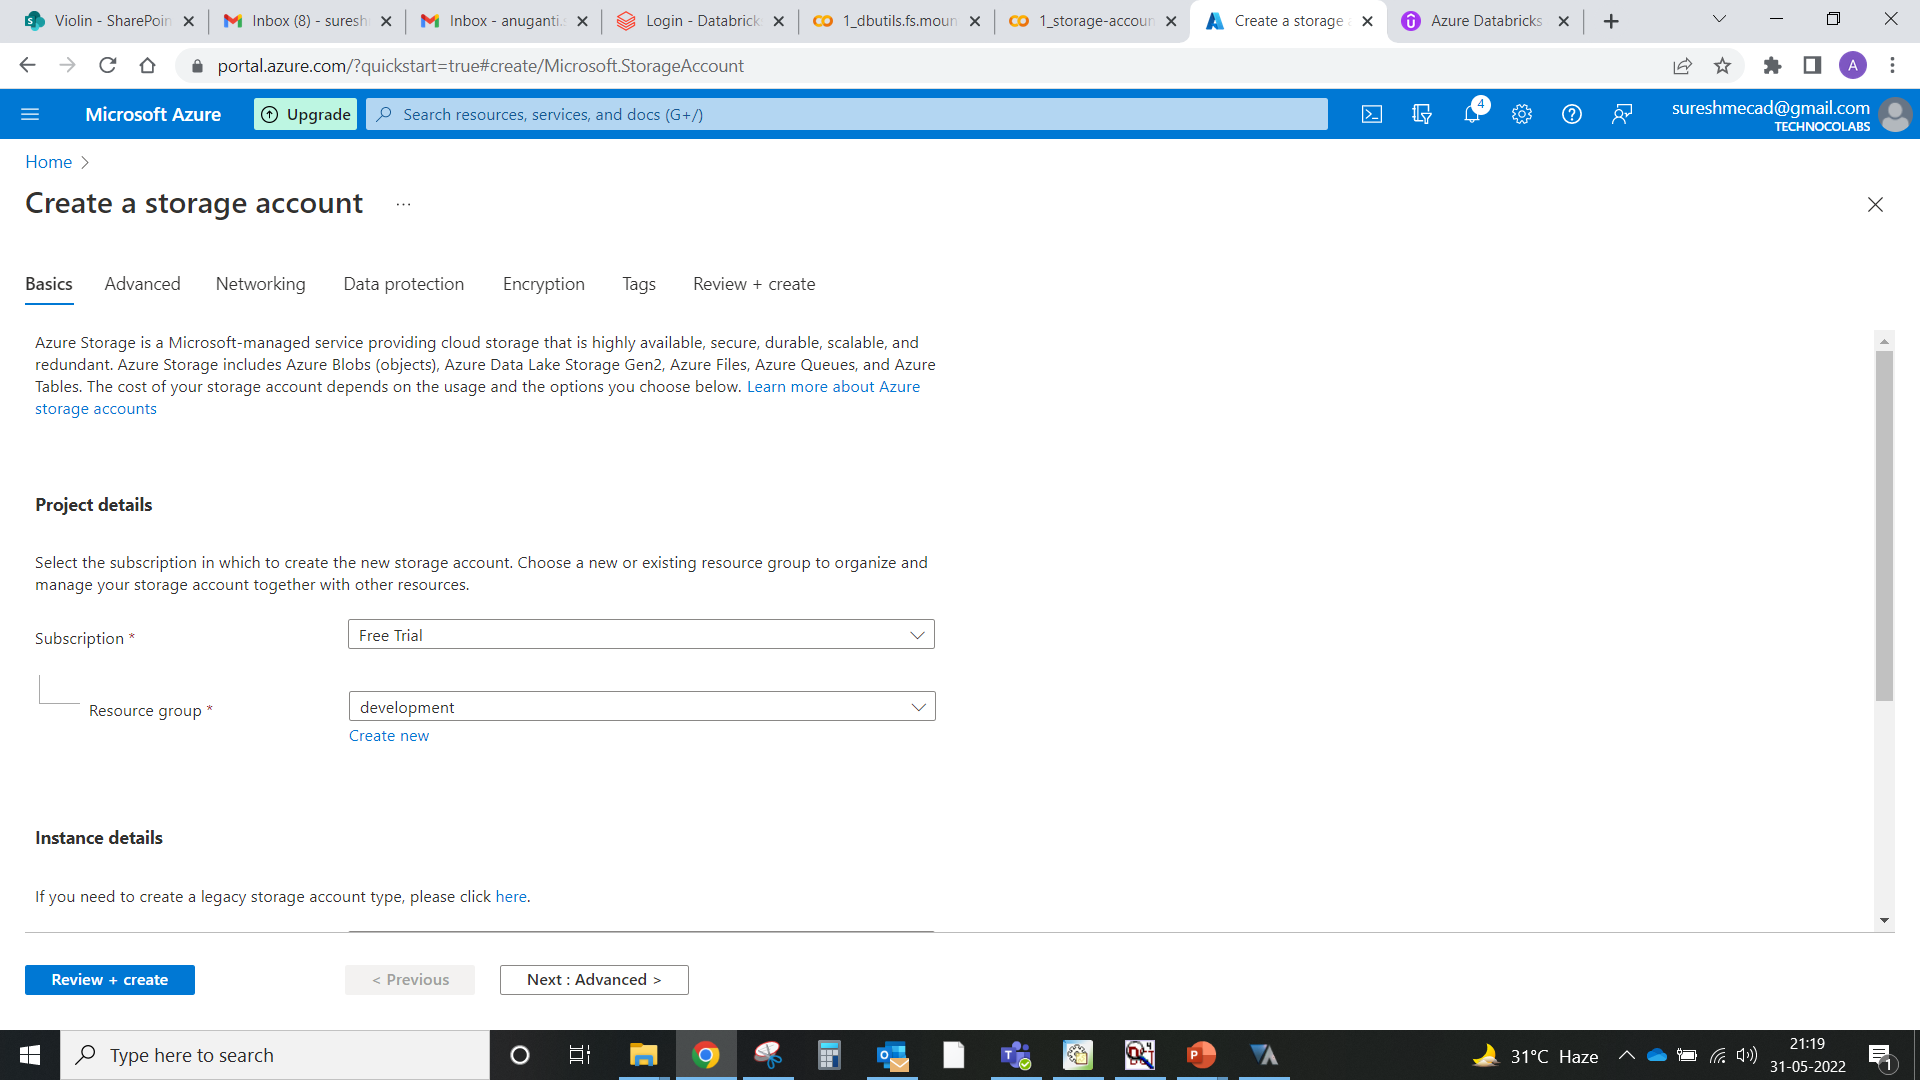 Violin - SharePoin
Inbox (8) - suresh
Inbox - anuganti.s
Login - Databrick
1_dbutils.fs.moun
1_storage-accoun
Create a storage a
Azure Databricks
portal.azure.com/?quickstart=true#create/Microsoft.StorageAccount
A
Microsoft Azure
Upgrade
Search resources, services, and docs (G+/)
4
sureshmecad@gmail.com
TECHNOCOLABS
Home
Create a storage account
...
Basics
Advanced
Networking
Data protection
Encryption
Tags
Review + create
Azure Storage is a Microsoft-managed service providing cloud storage that is highly available, secure, durable, scalable, and
redundant. Azure Storage includes Azure Blobs (objects), Azure Data Lake Storage Gen2, Azure Files, Azure Queues, and Azure
Tables. The cost of your storage account depends on the usage and the options you choose below. Learn more about Azure
storage accounts
Project details
Select the subscription in which to create the new storage account. Choose a new or existing resource group to organize and
manage your storage account together with other resources.
Subscription *
Free Trial
Resource group *
development
Create new
Instance details
If you need to create a legacy storage account type, please click here.
Review + create
< Previous
Next : Advanced >
Type here to search
31°C Haze
21:19
31-05-2022
1